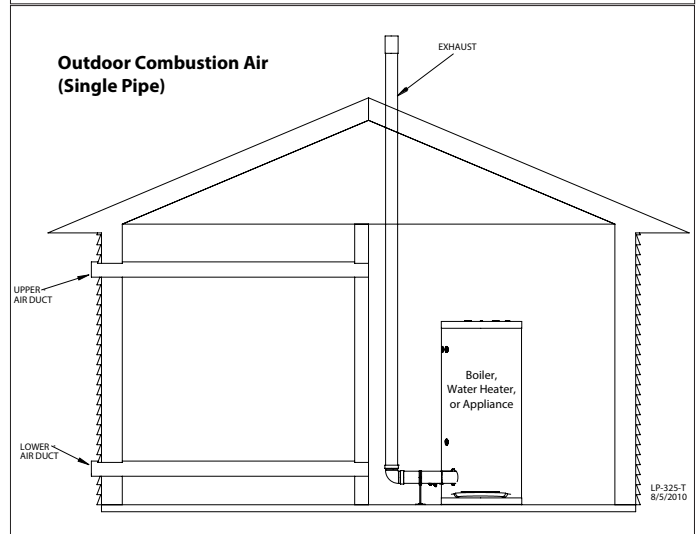 Outdoor Combustion Air
(Single Pipe)
EXHAUST
UPPER
AIR DUCT
Boiler,
Water Heater,
or Appliance
LOWER
AIR DUCT
LP-325-T
8/5/2010